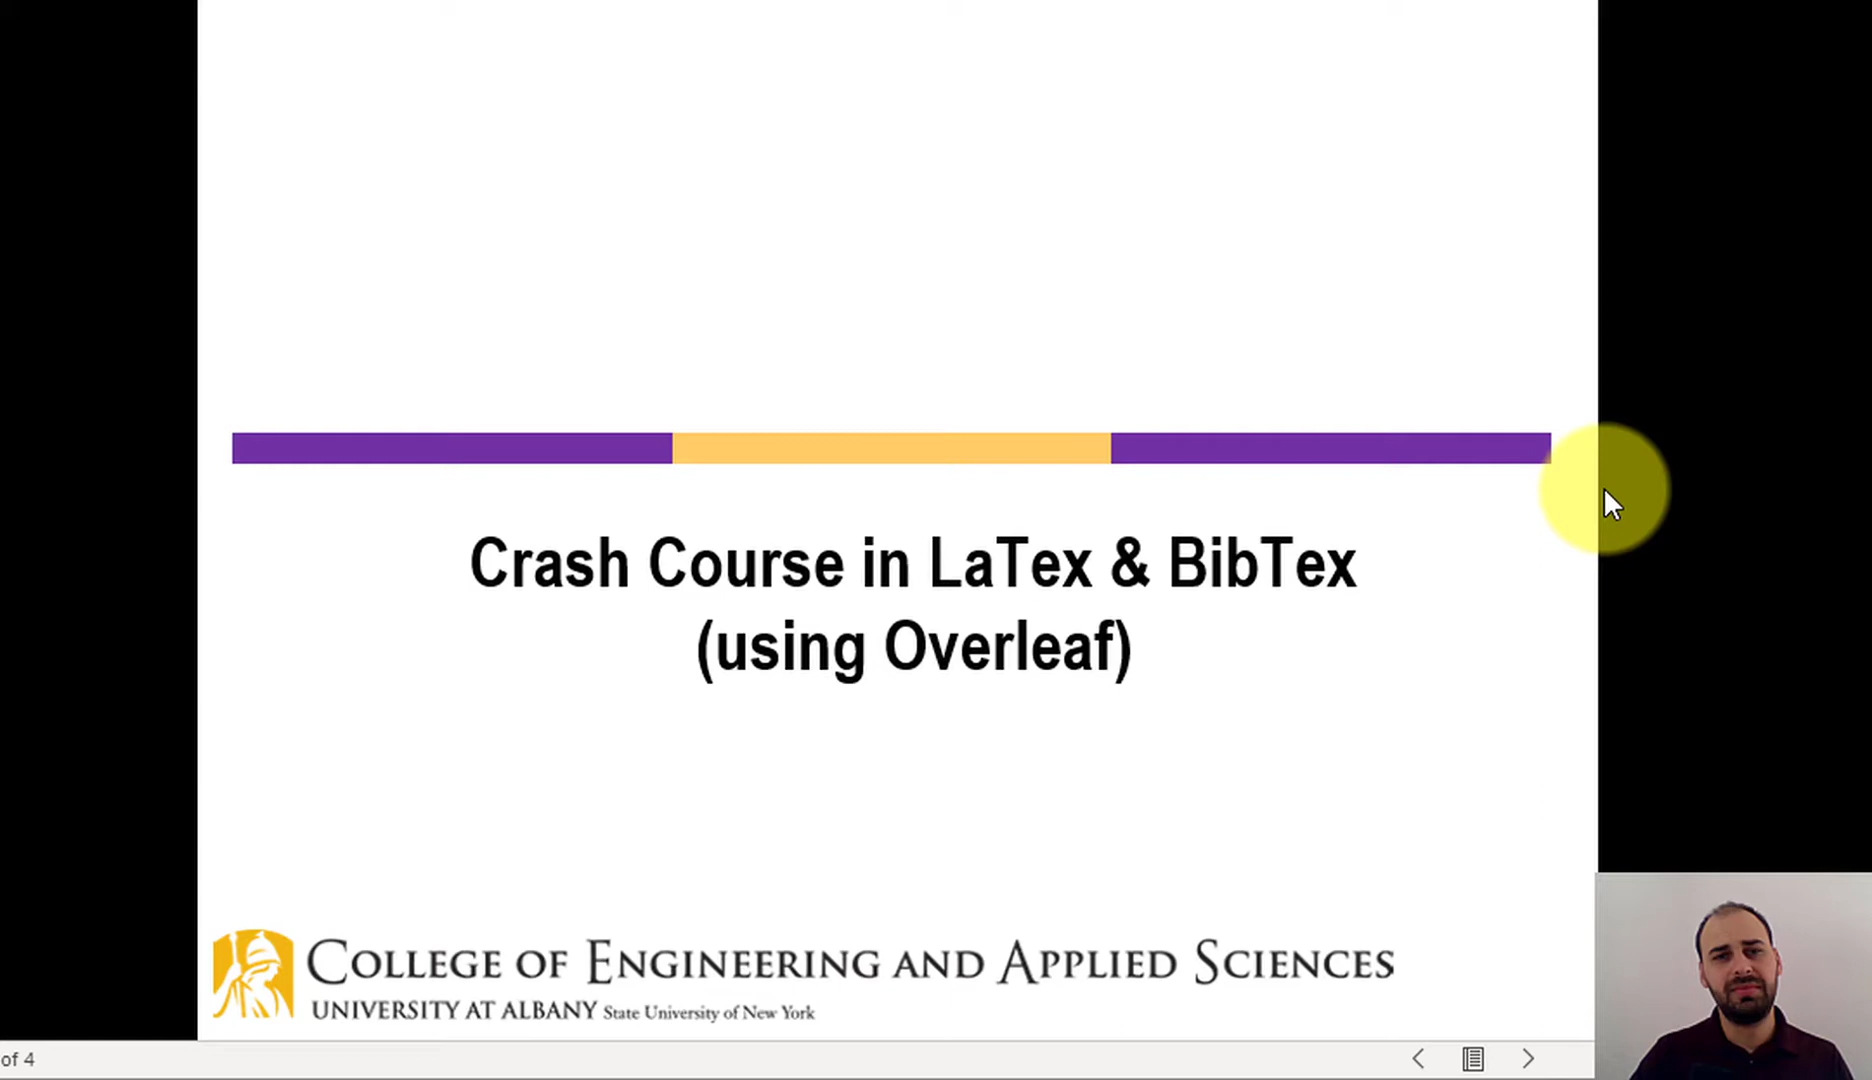 Crash Course in LaTex & BibTex
(using Overleaf)
COLLEGE OF ENGINEERING AND APPLIED SCIENCES
UNIVERSITY AT ALBANY State University of New York
of 4